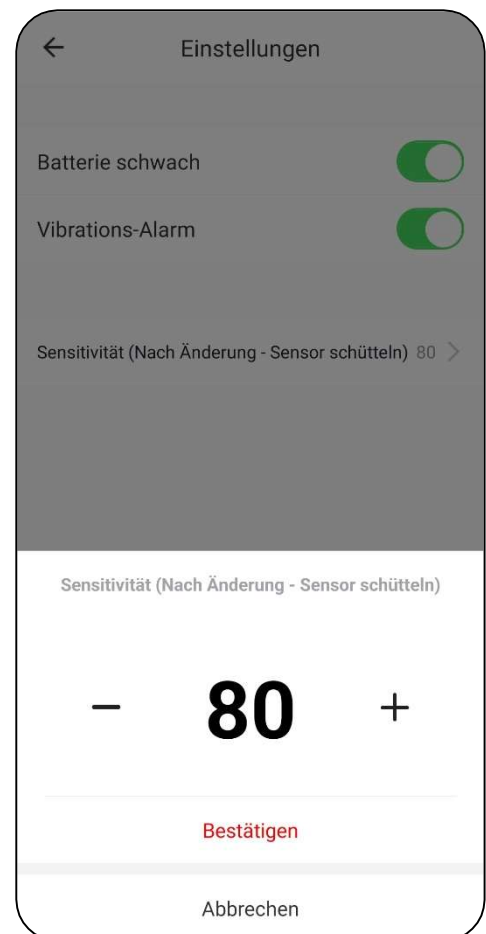 Einstellungen
Batterie schwach
Vibrations-Alarm
Sensitivität (Nach Änderung - Sensor schütteln) 80
Sensitivität (Nach Änderung - Sensor schütteln)
− 80 +
Bestätigen
Abbrechen